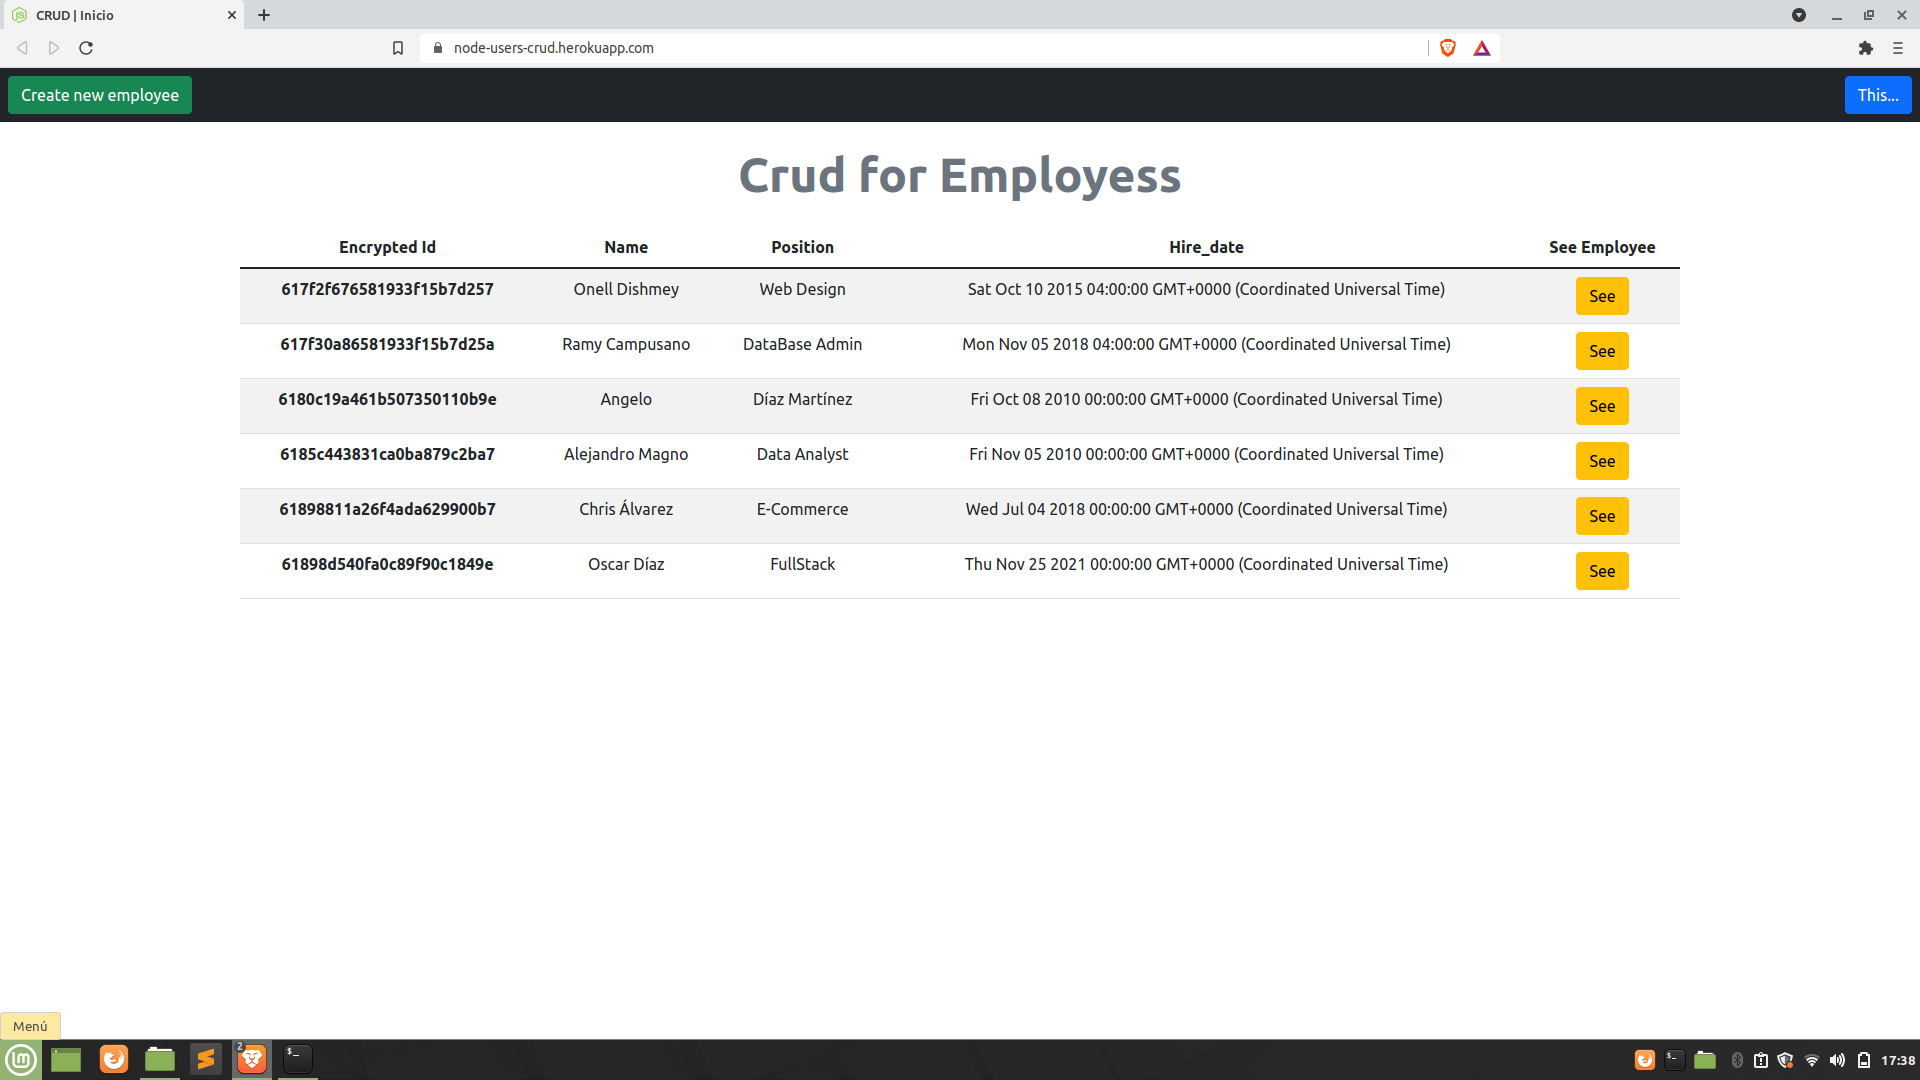 CRUD | Inicio
node-users-crud.herokuapp.com
Create new employee This...
Crud for Employess
Encrypted Id Name Position Hire_date See Employee
617f2f676581933f15b7d257 Onell Dishmey Web Design Sat Oct 10 2015 04:00:00 GMT+0000 (Coordinated Universal Time) See
617f30a86581933f15b7d25a Ramy Campusano DataBase Admin Mon Nov 05 2018 04:00:00 GMT+0000 (Coordinated Universal Time) See
6180c19a461b507350110b9e Angelo Díaz Martínez Fri Oct 08 2010 00:00:00 GMT+0000 (Coordinated Universal Time) See
6185c443831ca0ba879c2ba7 Alejandro Magno Data Analyst Fri Nov 05 2010 00:00:00 GMT+0000 (Coordinated Universal Time) See
61898811a26f4ada629900b7 Chris Álvarez E-Commerce Wed Jul 04 2018 00:00:00 GMT+0000 (Coordinated Universal Time) See
61898d540fa0c89f90c1849e Oscar Díaz FullStack Thu Nov 25 2021 00:00:00 GMT+0000 (Coordinated Universal Time) See
Menú
2
17:38